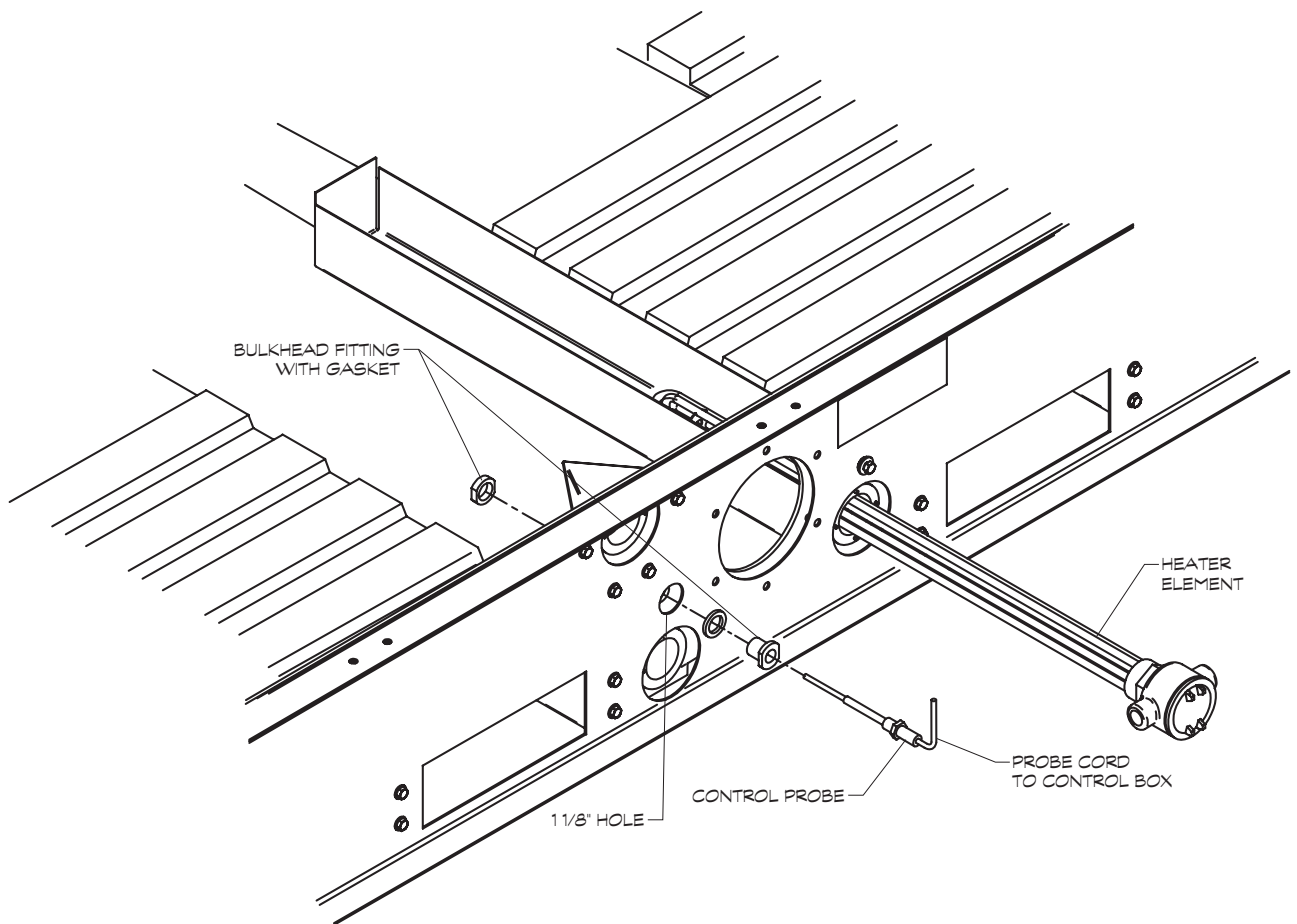 BULKHEAD FITTING
WITH GASKET
HEATER
ELEMENT
PROBE CORD
TO CONTROL BOX
CONTROL PROBE
1 1/8" HOLE